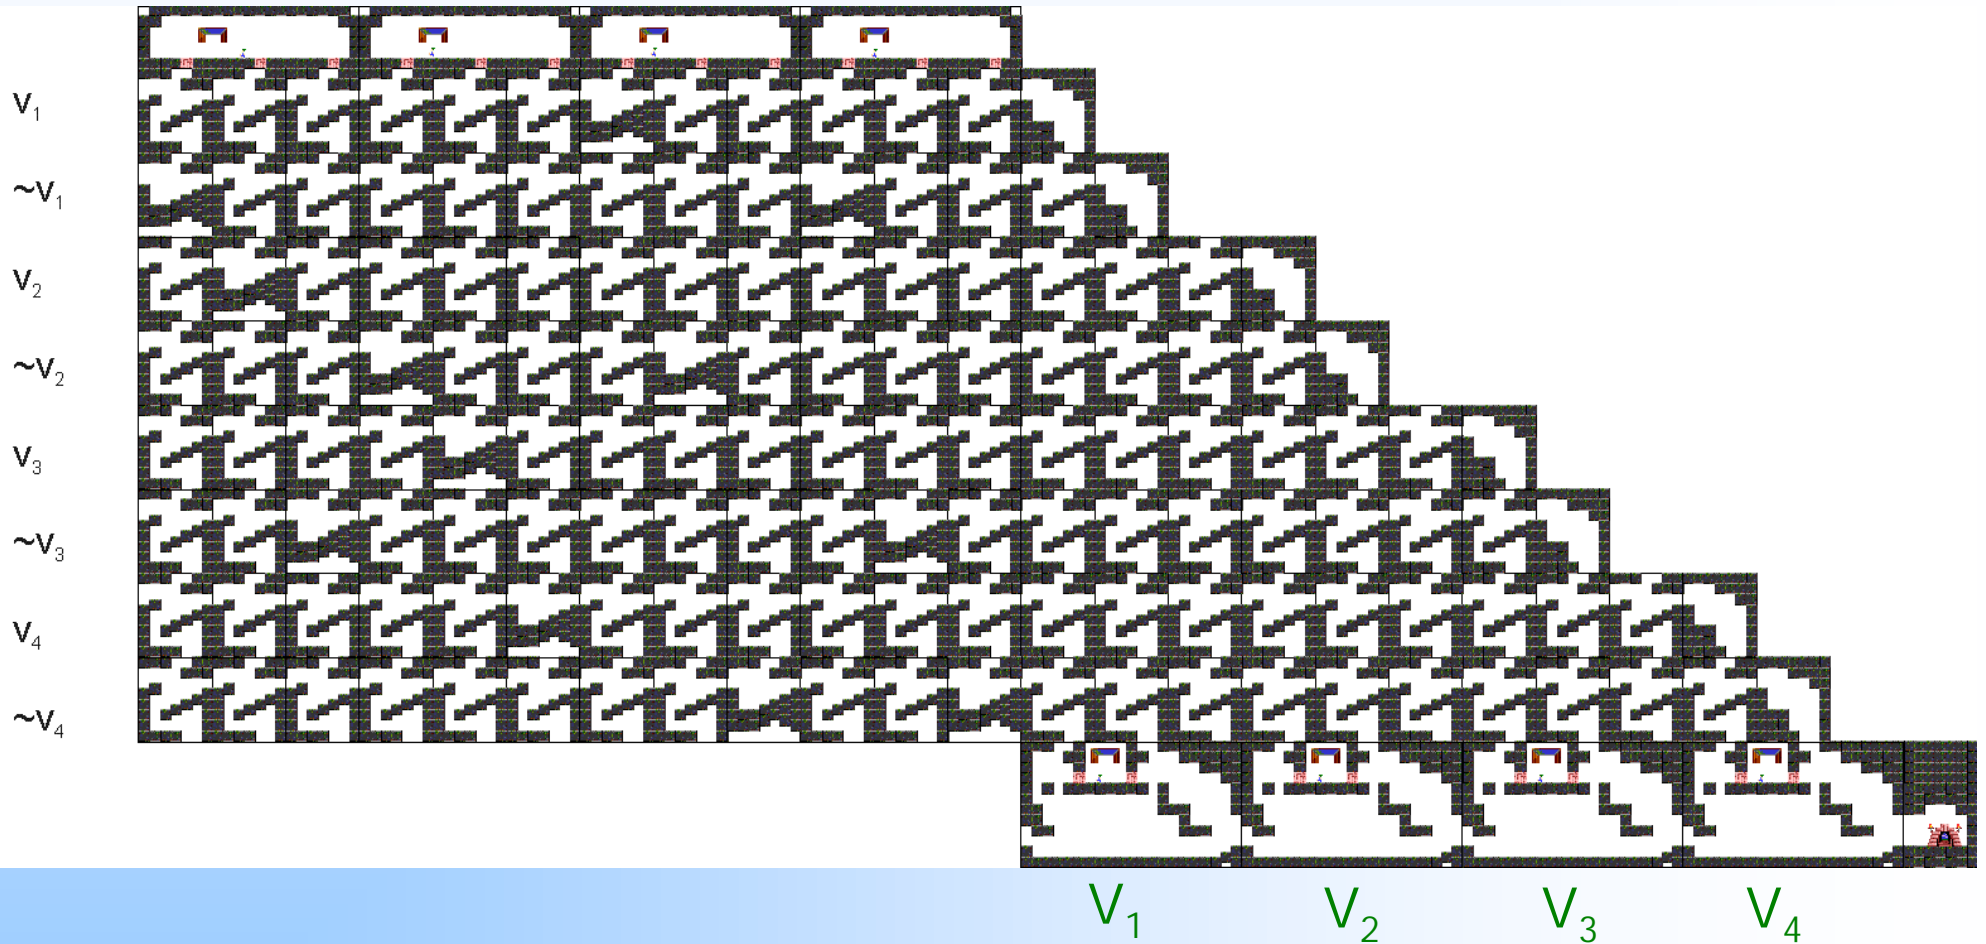 v₁
~v₁
v₂
~v₂
v₃
~v₃
v₄
~v₄
V₁ V₂ V₃ V₄